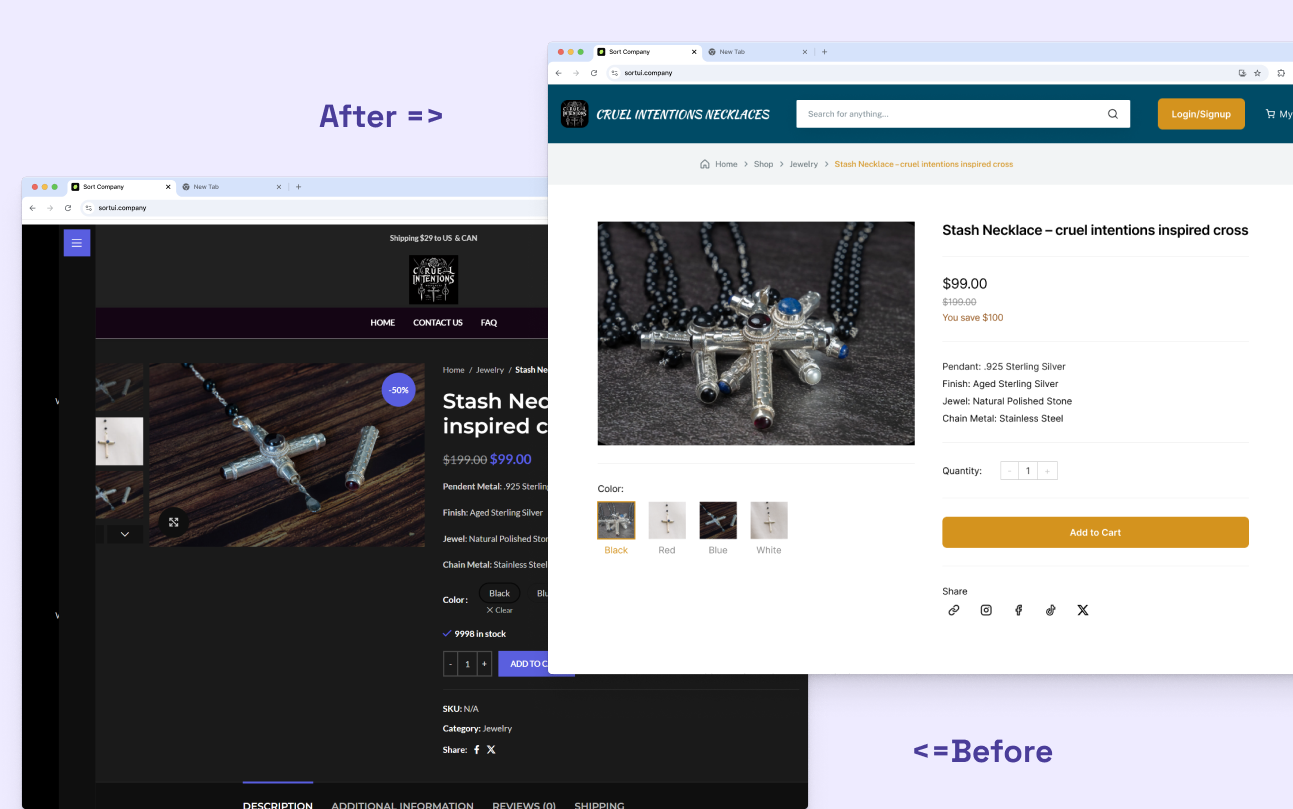 After =>
Sort Company
New Tab
sortui.company
CRUEL INTENTIONS NECKLACES
Search for anything...
Login/Signup
My
Home
Shop
Jewelry
Stash Necklace - cruel intentions inspired cross
Stash Necklace – cruel intentions inspired cross
$99.00
$199.00
You save $100
Pendant: .925 Sterling Silver
Finish: Aged Sterling Silver
Jewel: Natural Polished Stone
Chain Metal: Stainless Steel
Quantity:
- 1 +
Color:
Black
Red
Blue
White
Add to Cart
Share
Sort Company
New Tab
sortui.company
Shipping $29 to US & CAN
HOME
CONTACT US
FAQ
-50%
Home / Jewelry / Stash Ne
Stash Nec
inspired c
$199.00 $99.00
Pendent Metal: .925 Sterlin
Finish: Aged Sterling Silver
Jewel: Natural Polished Sto
Chain Metal: Stainless Steel
Color :
Black
Blu
Clear
9998 in stock
- 1 +
ADD TO C
SKU: N/A
Category: Jewelry
Share:
DESCRIPTION
ADDITIONAL INFORMATION
REVIEWS (0)
SHIPPING
<=Before